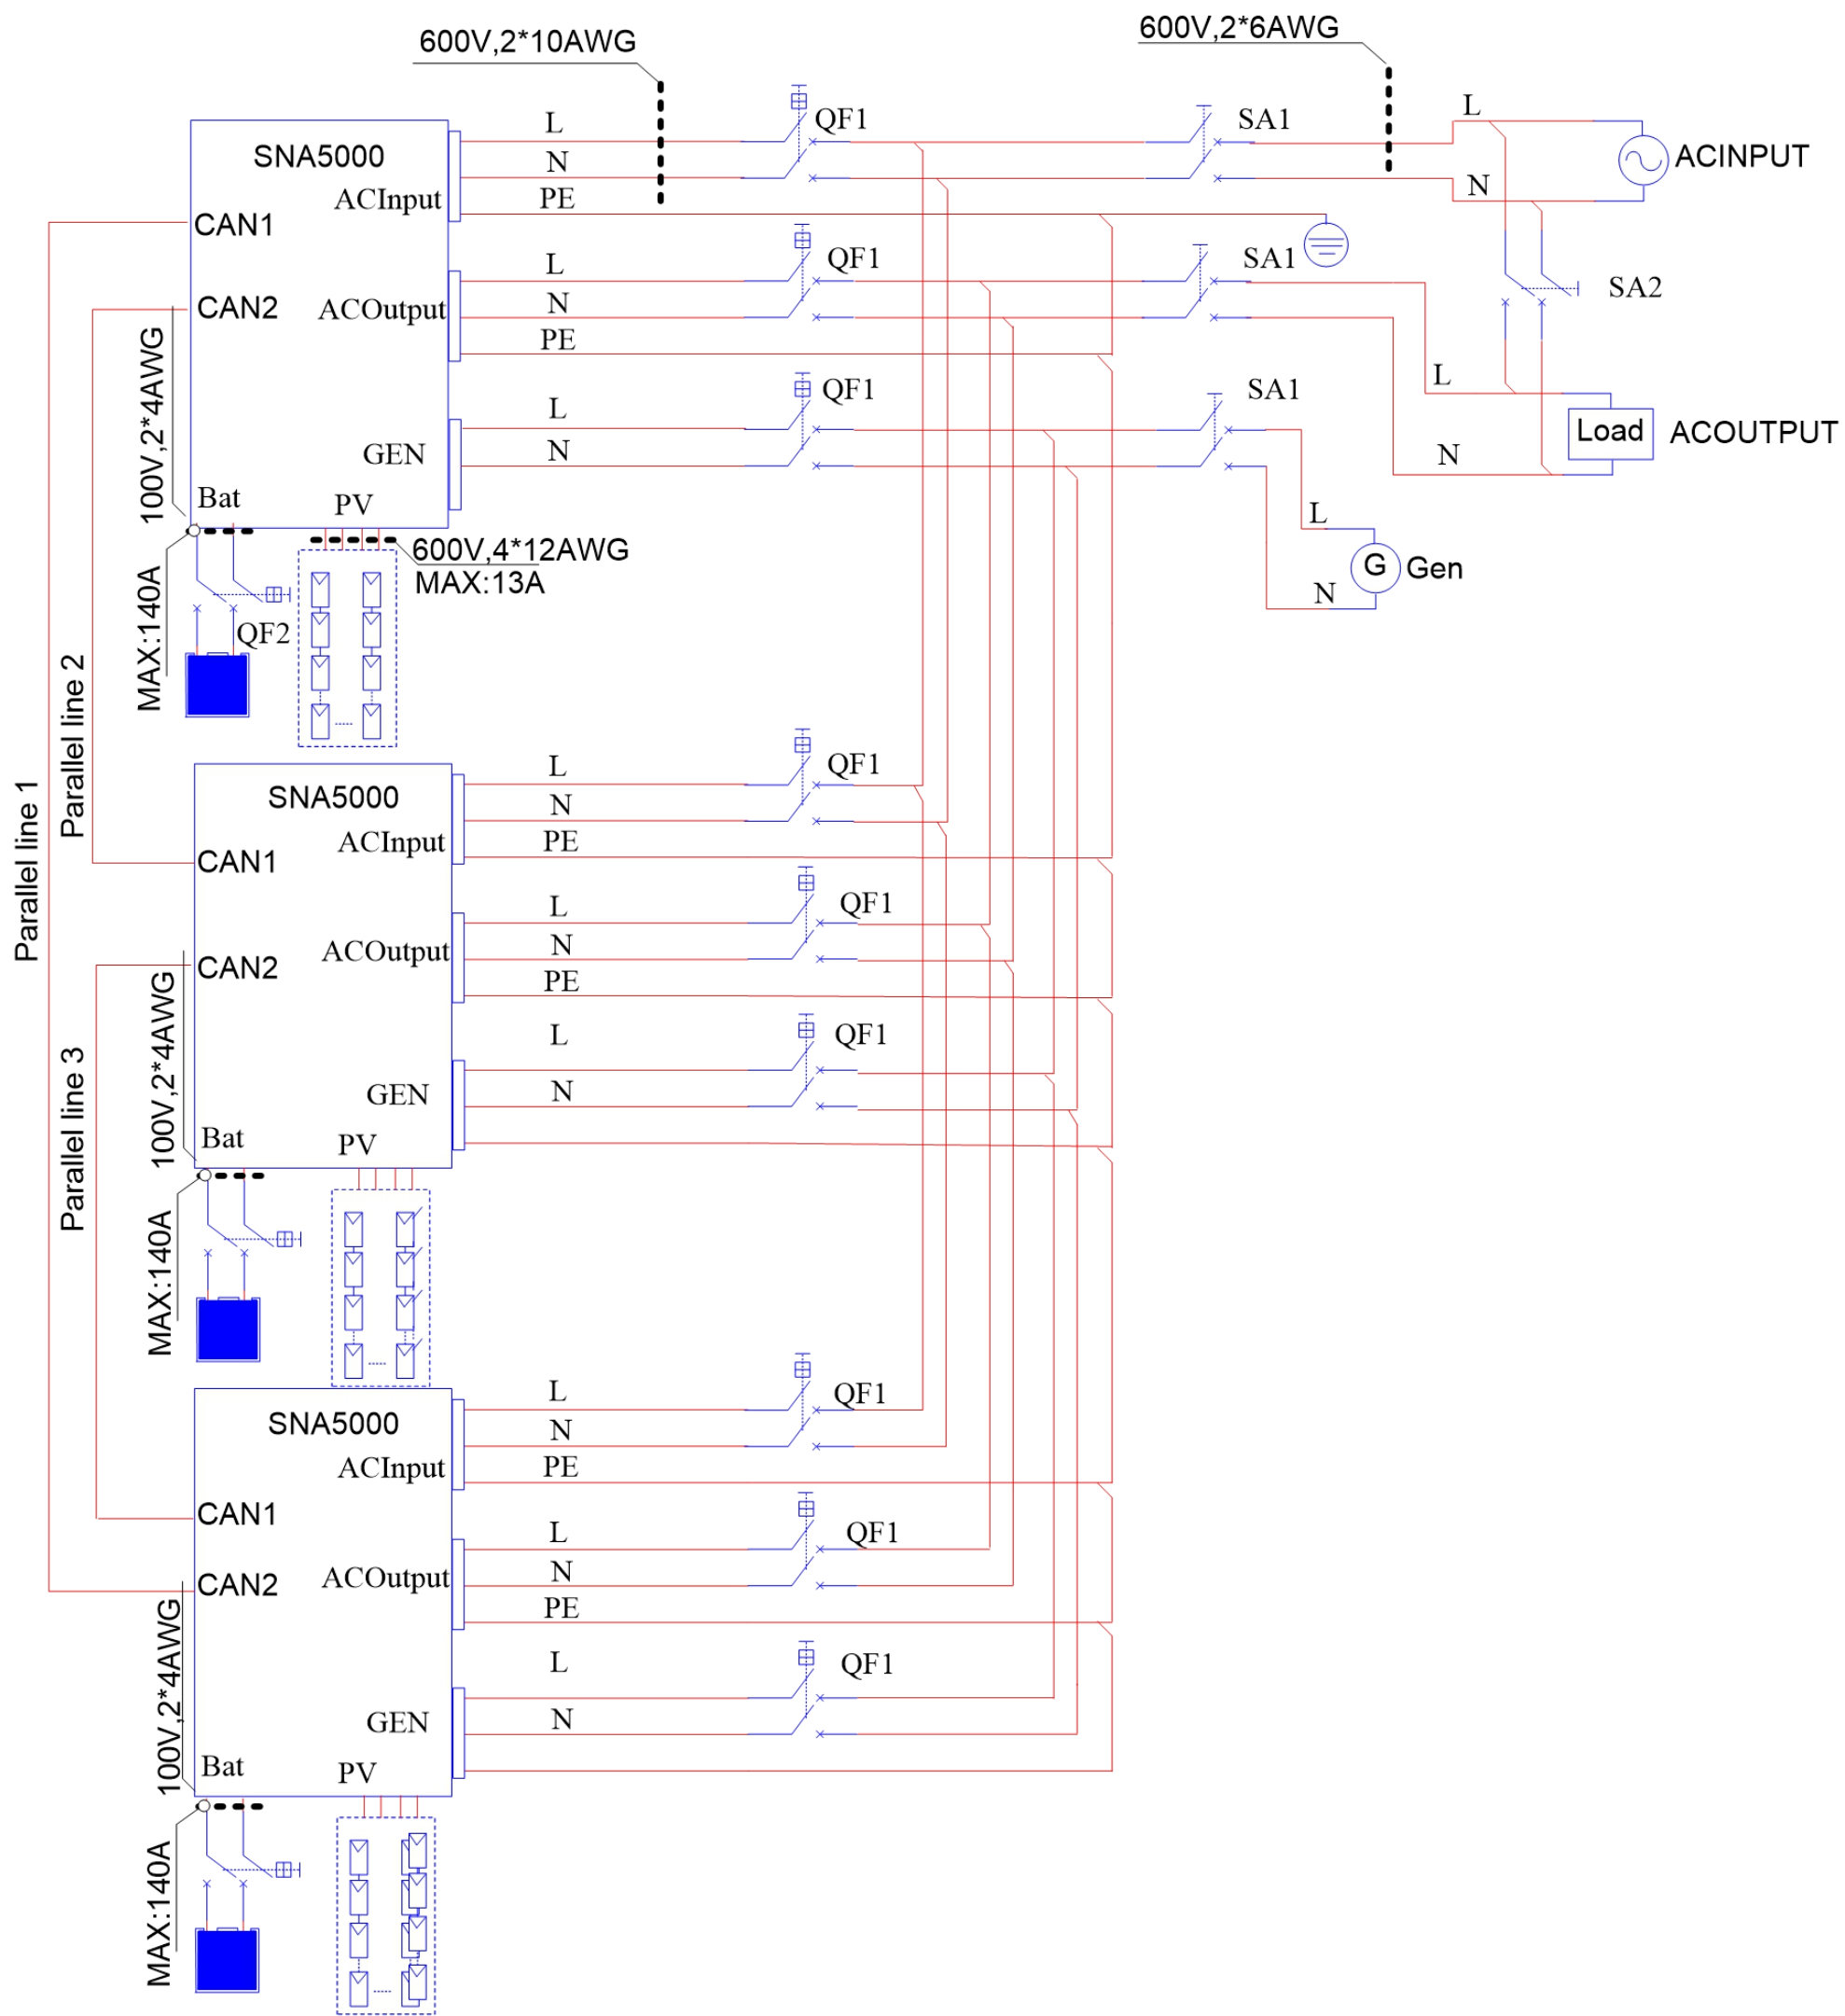 600V,2*10AWG
600V,2*6AWG
L
QF1
SA1
L
SNA5000
N
ACINPUT
ACInput
PE
N
CAN1
L
QF1
SA1
CAN2
ACOutput
N
SA2
PE
100V,2*4AWG
L
QF1
SA1
L
Load
ACOUTPUT
GEN
N
N
Bat
PV
L
600V,4*12AWG
MAX:13A
G
Gen
N
MAX:140A
QF2
Parallel line 2
Parallel line 1
L
QF1
SNA5000
N
ACInput
PE
CAN1
L
QF1
ACOutput
N
CAN2
PE
100V,2*4AWG
L
QF1
GEN
N
Bat
PV
Parallel line 3
MAX:140A
L
QF1
SNA5000
N
ACInput
PE
CAN1
L
QF1
CAN2
ACOutput
N
PE
100V,2*4AWG
L
QF1
GEN
N
Bat
PV
MAX:140A